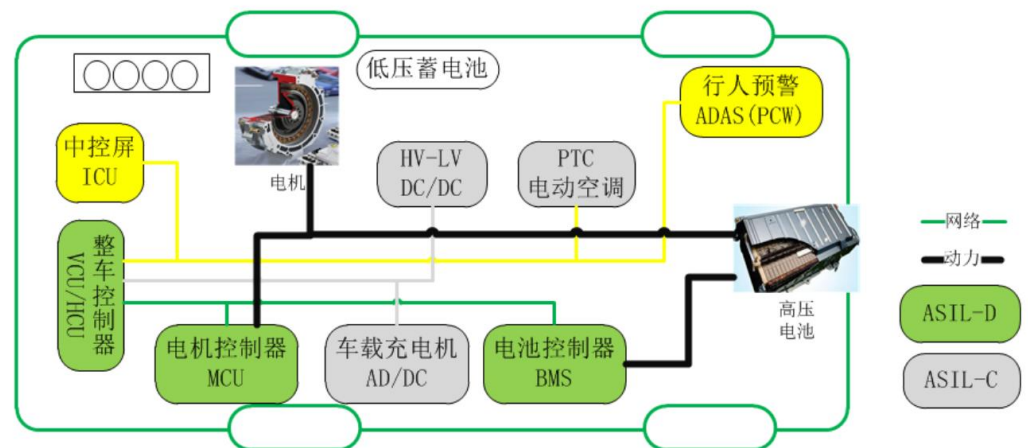 低压蓄电池
行人预警
ADAS(PCW)
中控屏
ICU
电机
HV-LV
DC/DC
PTC
电动空调
整车控制器
VCU/HCU
网络
动力
高压
电池
ASIL-D
电机控制器
MCU
车载充电机
AD/DC
电池控制器
BMS
ASIL-C